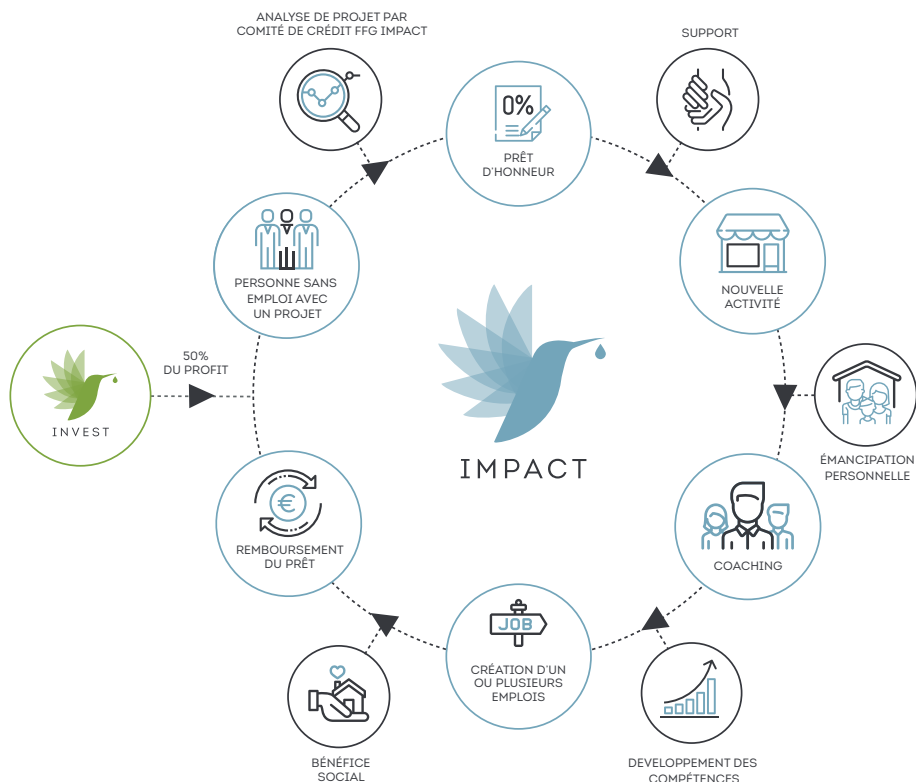 ANALYSE DE PROJET PAR
COMITÉ DE CRÉDIT FFG IMPACT
SUPPORT
0%
PRÊT
D'HONNEUR
PERSONNE SANS
EMPLOI AVEC
UN PROJET
NOUVELLE
ACTIVITÉ
50%
DU PROFIT
INVEST
IMPACT
ÉMANCIPATION
PERSONNELLE
€
REMBOURSEMENT
DU PRÊT
COACHING
JOB
CRÉATION D'UN
OU PLUSIEURS
EMPLOIS
BÉNÉFICE
SOCIAL
DEVELOPPEMENT DES
COMPÉTENCES